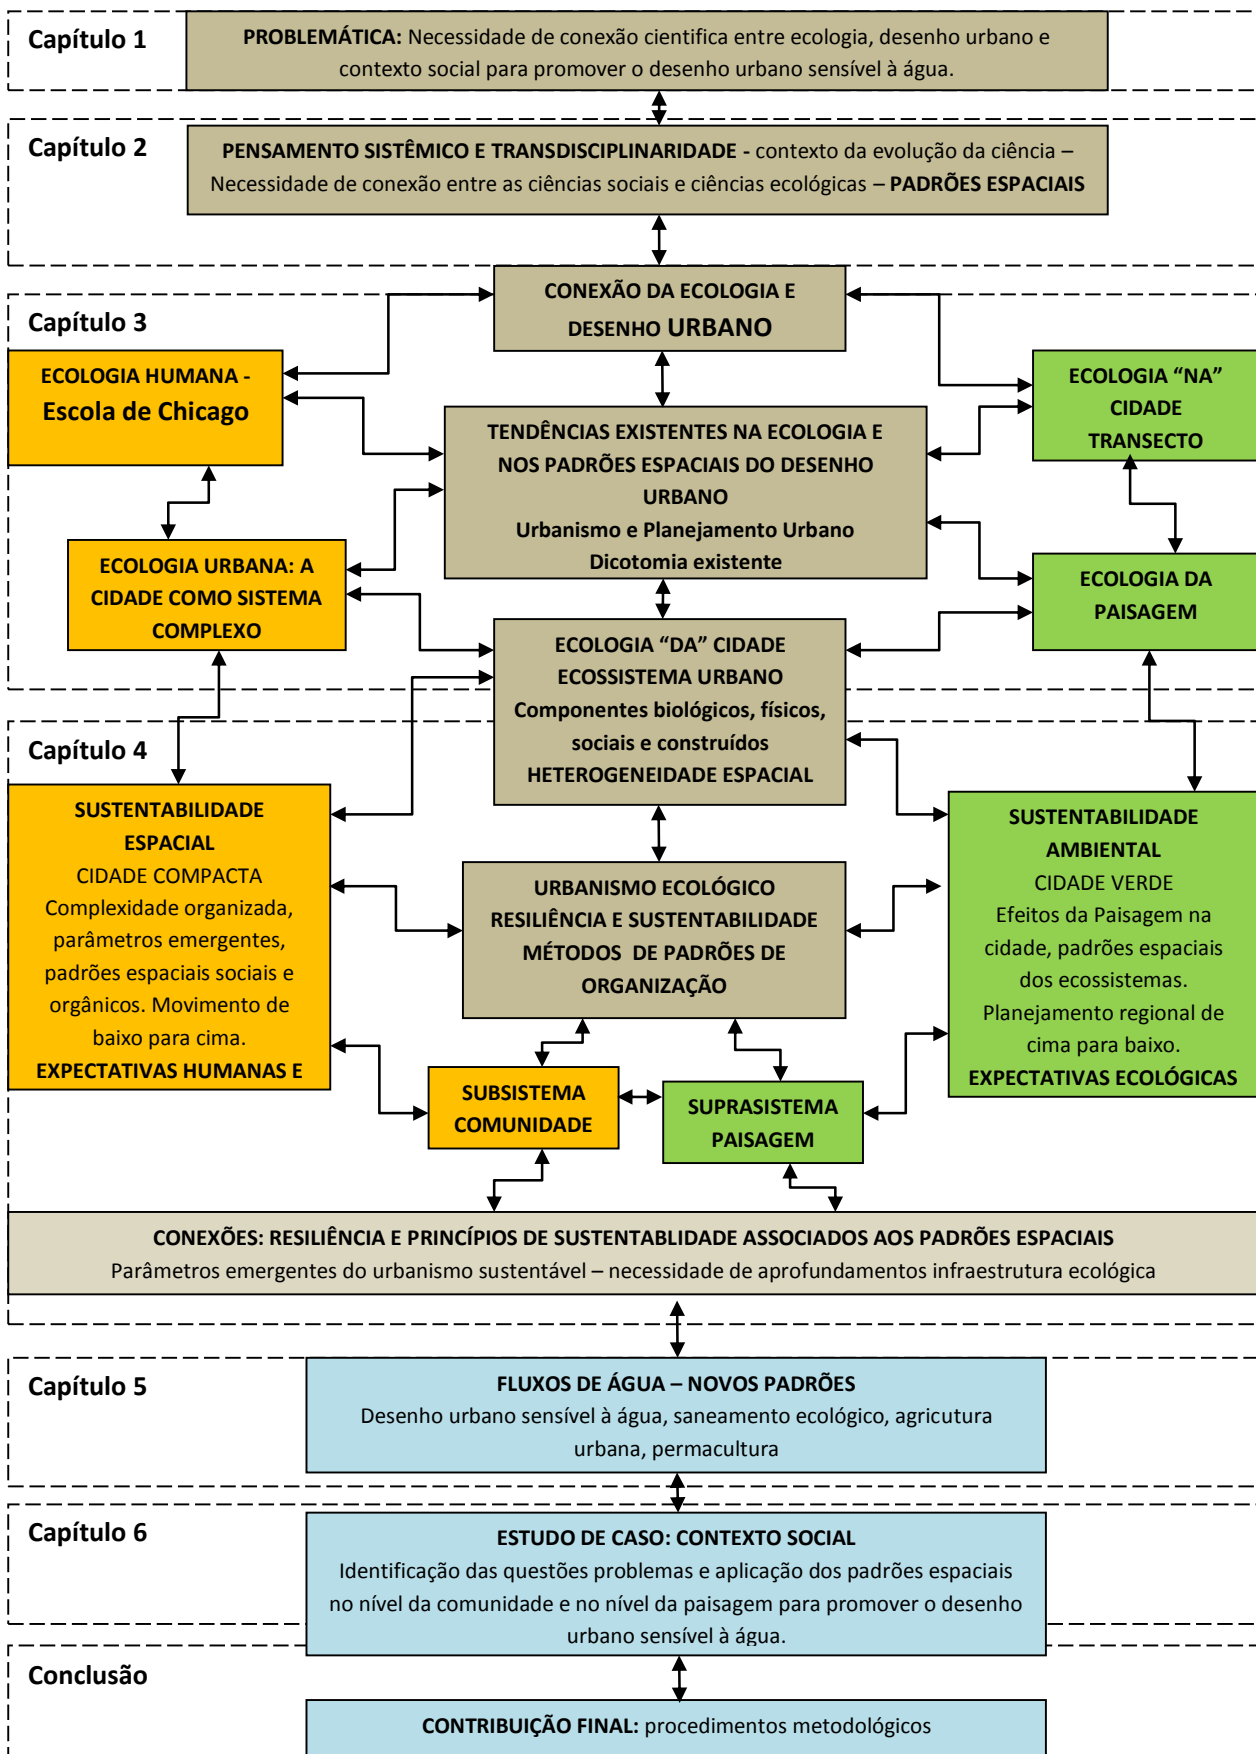 Capítulo 1
PROBLEMÁTICA: Necessidade de conexão cientifica entre ecologia, desenho urbano e
contexto social para promover o desenho urbano sensível à água.
Capítulo 2
PENSAMENTO SISTÊMICO E TRANSDISCIPLINARIDADE - contexto da evolução da ciência –
Necessidade de conexão entre as ciências sociais e ciências ecológicas – PADRÕES ESPACIAIS
Capítulo 3
CONEXÃO DA ECOLOGIA E
DESENHO URBANO
ECOLOGIA HUMANA -
Escola de Chicago
ECOLOGIA “NA”
CIDADE
TRANSECTO
TENDÊNCIAS EXISTENTES NA ECOLOGIA E
NOS PADRÕES ESPACIAIS DO DESENHO
URBANO
Urbanismo e Planejamento Urbano
Dicotomia existente
ECOLOGIA URBANA: A
CIDADE COMO SISTEMA
COMPLEXO
ECOLOGIA DA
PAISAGEM
ECOLOGIA “DA” CIDADE
ECOSSISTEMA URBANO
Componentes biológicos, físicos,
sociais e construídos
HETEROGENEIDADE ESPACIAL
Capítulo 4
SUSTENTABILIDADE
ESPACIAL
CIDADE COMPACTA
Complexidade organizada,
parâmetros emergentes,
padrões espaciais sociais e
orgânicos. Movimento de
baixo para cima.
EXPECTATIVAS HUMANAS E
URBANISMO ECOLÓGICO
RESILIÊNCIA E SUSTENTABILIDADE
MÉTODOS DE PADRÕES DE
ORGANIZAÇÃO
SUSTENTABILIDADE
AMBIENTAL
CIDADE VERDE
Efeitos da Paisagem na
cidade, padrões espaciais
dos ecossistemas.
Planejamento regional de
cima para baixo.
EXPECTATIVAS ECOLÓGICAS
SUBSISTEMA
COMUNIDADE
SUPRASISTEMA
PAISAGEM
CONEXÕES: RESILIÊNCIA E PRINCÍPIOS DE SUSTENTABLIDADE ASSOCIADOS AOS PADRÕES ESPACIAIS
Parâmetros emergentes do urbanismo sustentável – necessidade de aprofundamentos infraestrutura ecológica
Capítulo 5
FLUXOS DE ÁGUA – NOVOS PADRÕES
Desenho urbano sensível à água, saneamento ecológico, agricutura
urbana, permacultura
Capítulo 6
ESTUDO DE CASO: CONTEXTO SOCIAL
Identificação das questões problemas e aplicação dos padrões espaciais
no nível da comunidade e no nível da paisagem para promover o desenho
urbano sensível à água.
Conclusão
CONTRIBUIÇÃO FINAL: procedimentos metodológicos